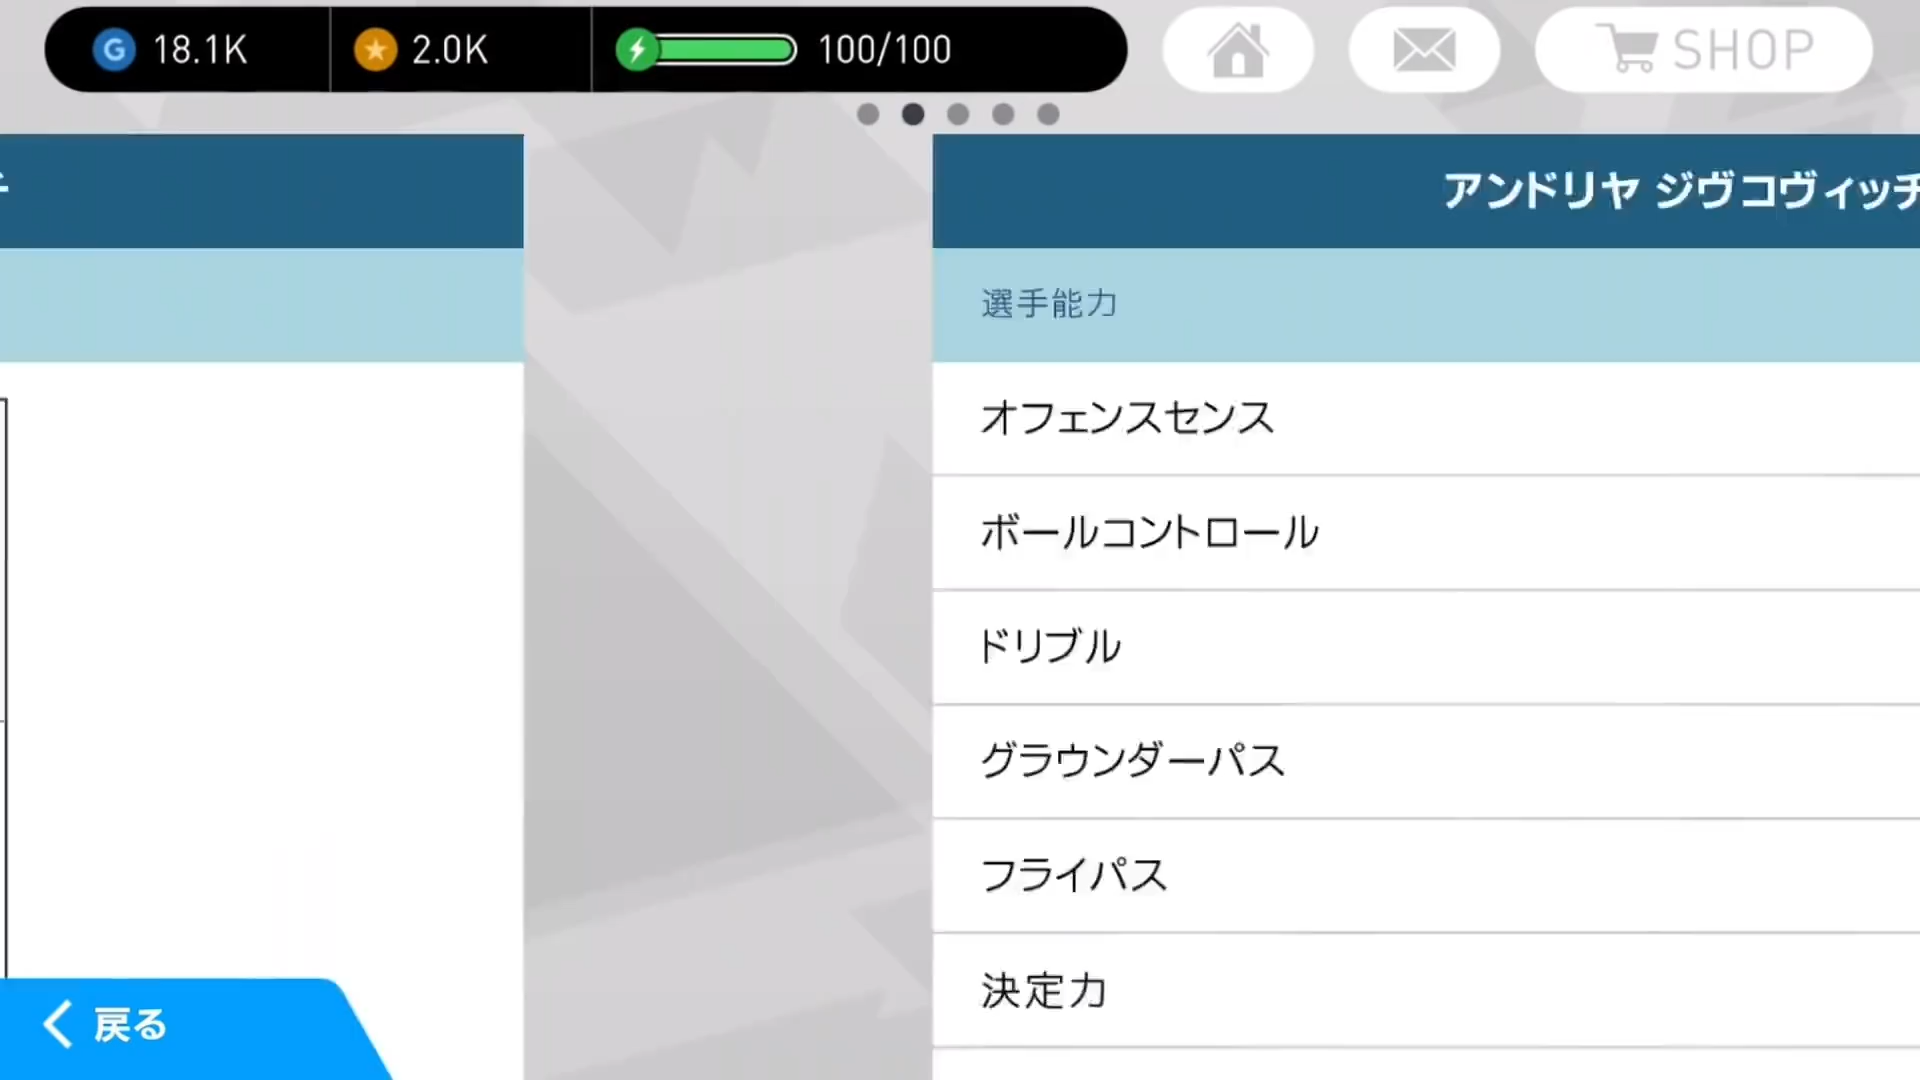 G 18.1K 2.0K 100/100 SHOP
アンドリヤ ジヴコヴィッチ
選手能力
オフェンスセンス
ボールコントロール
ドリブル
グラウンダーパス
フライパス
決定力
戻る